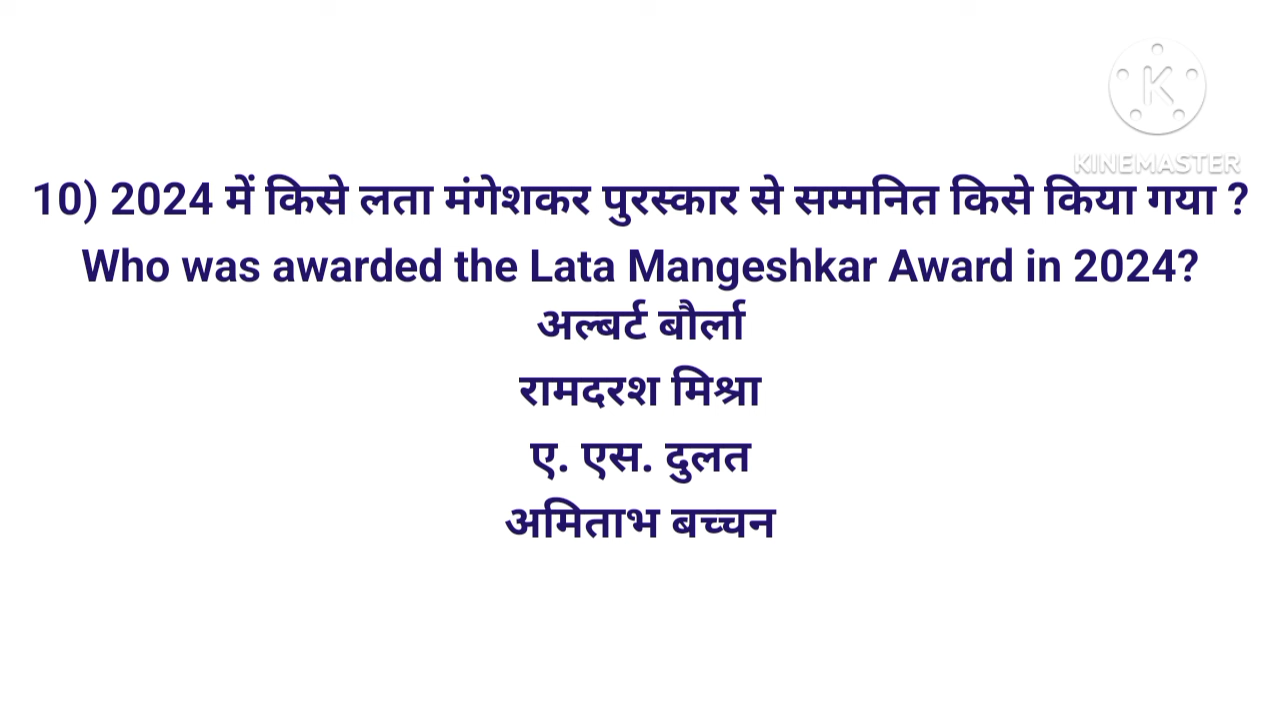 KINEMASTER
10) 2024 में किसे लता मंगेशकर पुरस्कार से सम्मनित किसे किया गया ?
Who was awarded the Lata Mangeshkar Award in 2024?
अल्बर्ट बौर्ला
रामदरश मिश्रा
ए. एस. दुलत
अमिताभ बच्चन